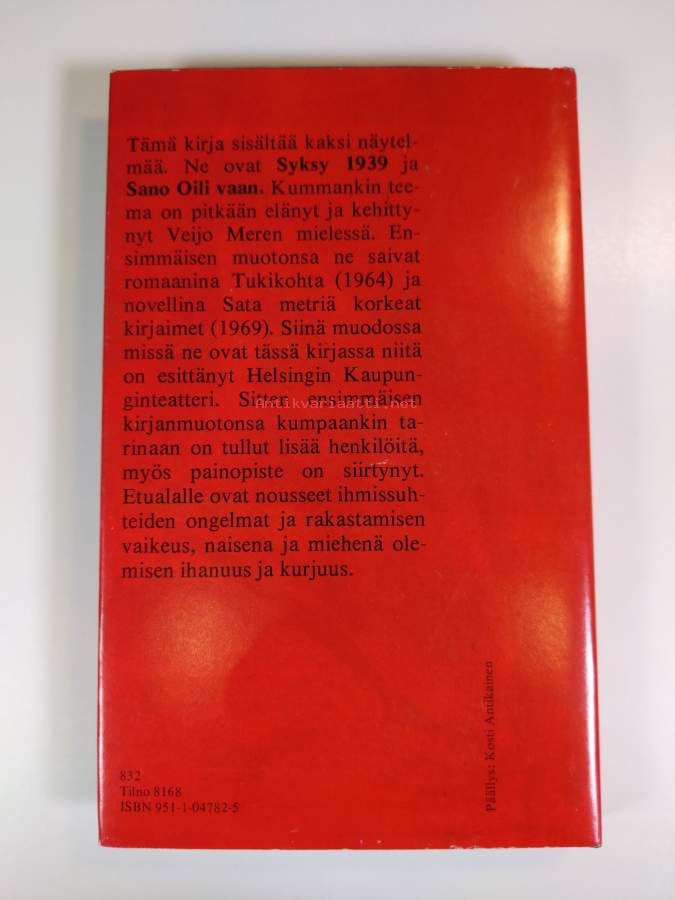 Tämä kirja sisältää kaksi näytel-
mää. Ne ovat Syksy 1939 ja
Sano Oili vaan. Kummankin tee-
ma on pitkään elänyt ja kehitty-
nyt Veijo Meren mielessä. En-
simmäisen muotonsa ne saivat
romaanina Tukikohta (1964) ja
novellina Sata metriä korkeat
kirjaimet (1969). Siinä muodossa
missä ne ovat tässä kirjassa niitä
on esittänyt Helsingin Kaupun-
ginteatteri. Sitten ensimmäisen
Antikvariaatti.net
kirjanmuotonsa kumpaankin ta-
rinaan on tullut lisää henkilöitä,
myös painopiste on siirtynyt.
Etualalle ovat nousseet ihmissuh-
teiden ongelmat ja rakastamisen
vaikeus, naisena ja miehenä ole-
misen ihanuus ja kurjuus.
832
Tilno 8168
ISBN 951-1-04782-5
Päällys: Kosti Antikainen